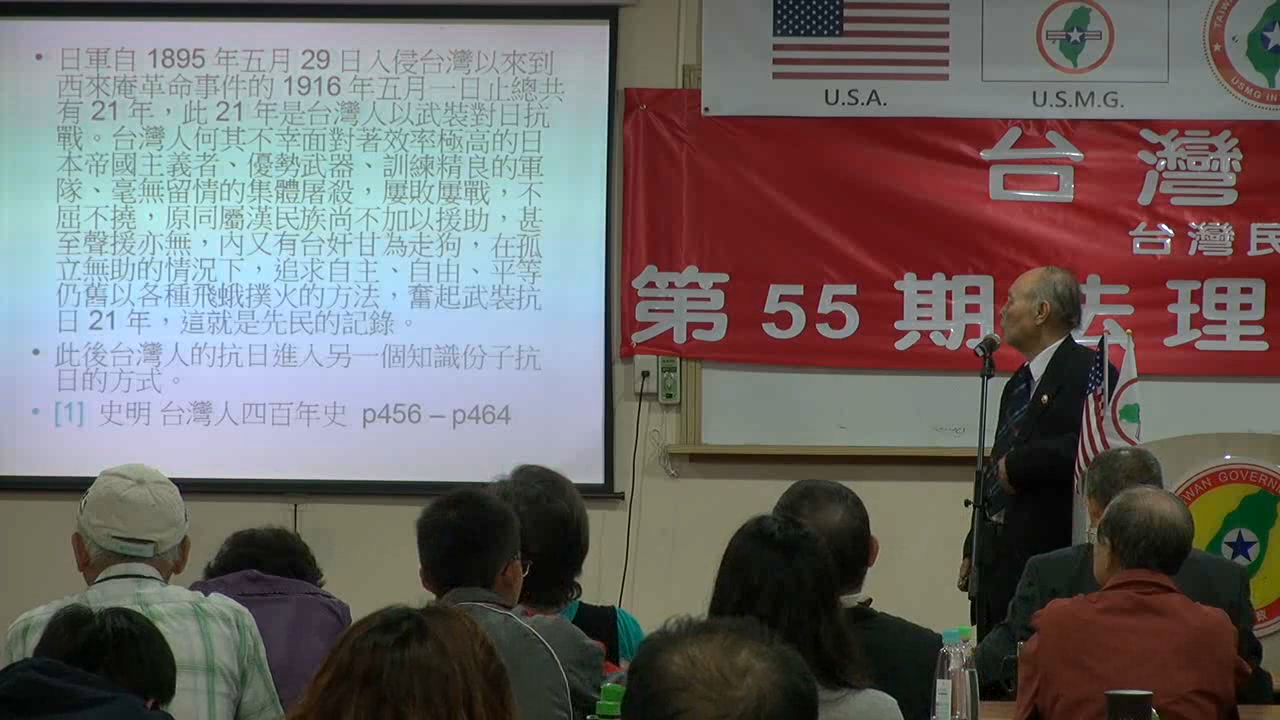 • 日軍自 1895 年五月 29 日入侵台灣以來到
西來庵革命事件的 1916 年五月一日止總共
有 21 年，此 21 年是台灣人以武裝對日抗
戰。台灣人何其不幸面對著效率極高的日
本帝國主義者、優勢武器、訓練精良的軍
隊、毫無留情的集體屠殺，屢敗屢戰，不
屈不撓，原同屬漢民族尚不加以援助，甚
至聲援亦無，內又有台奸甘為走狗，在孤
立無助的情況下，追求自主、自由、平等
仍舊以各種飛蛾撲火的方法，奮起武裝抗
日 21 年，這就是先民的記錄。
• 此後台灣人的抗日進入另一個知識份子抗
日的方式。
• [1] 史明 台灣人四百年史 p456 – p464
U.S.A.
U.S.M.G.
USMG IN
台灣
台灣民
第 55 期 法理
WAN GOVERN